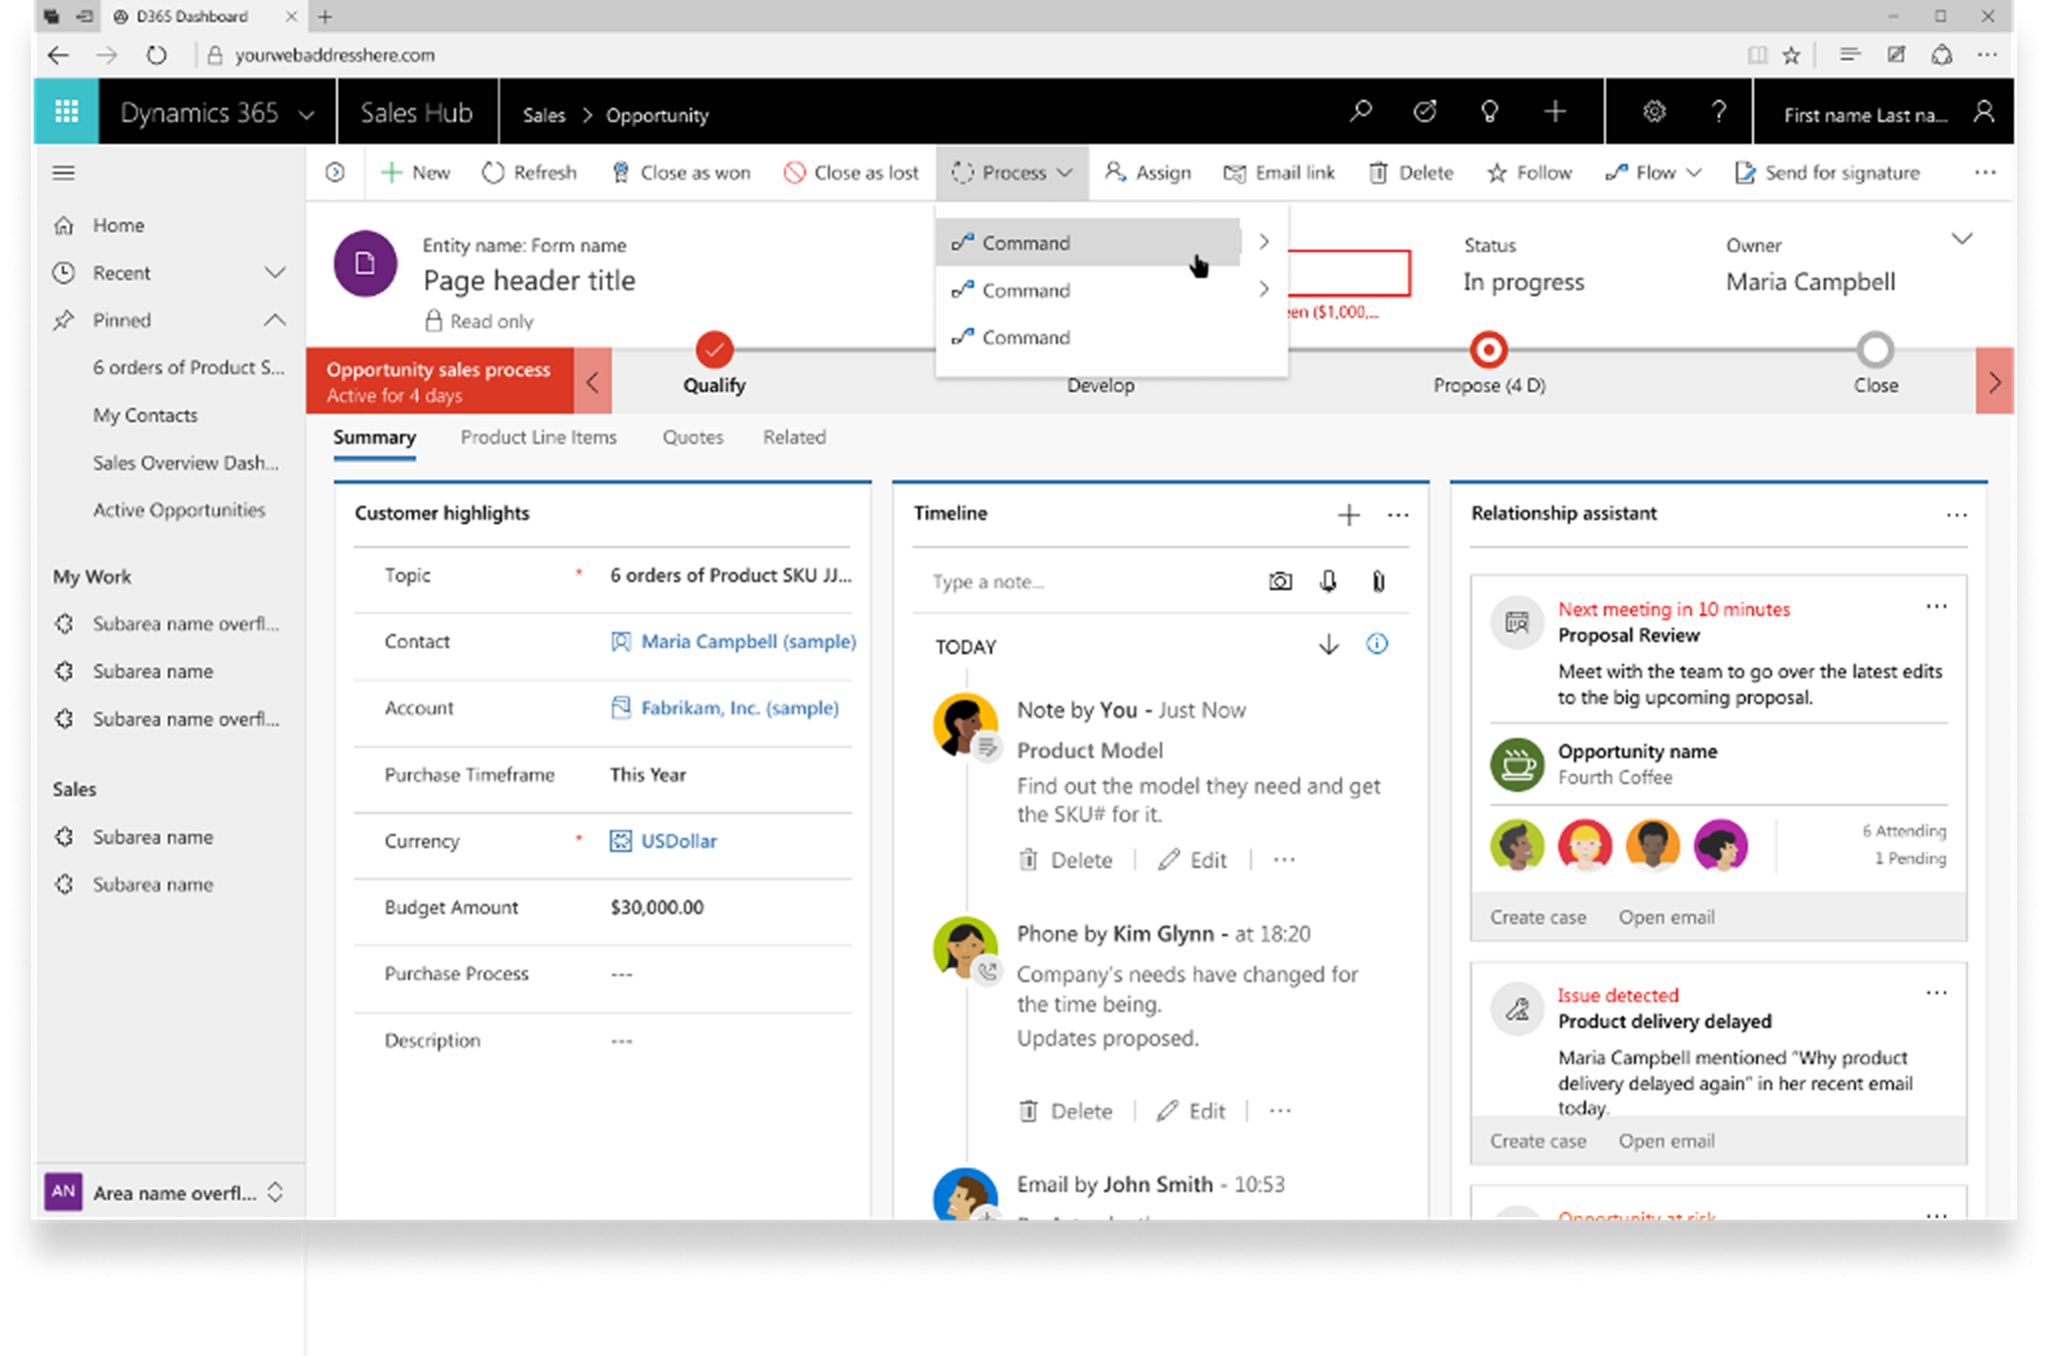 D365 Dashboard
yourwebaddresshere.com
Dynamics 365
Sales Hub
Sales > Opportunity
First name Last na...
New
Refresh
Close as won
Close as lost
Process
Assign
Email link
Delete
Follow
Flow
Send for signature
Home
Recent
Pinned
6 orders of Product S...
My Contacts
Sales Overview Dash...
Active Opportunities
My Work
Subarea name overfl...
Subarea name
Subarea name overfl...
Sales
Subarea name
Subarea name
AN
Area name overfl...
Entity name: Form name
Page header title
Read only
Command
Command
Command
($1,000,...
Status
In progress
Owner
Maria Campbell
Opportunity sales process
Active for 4 days
Qualify
Develop
Propose (4 D)
Close
Summary
Product Line Items
Quotes
Related
Customer highlights
Topic * 6 orders of Product SKU JJ...
Contact Maria Campbell (sample)
Account Fabrikam, Inc. (sample)
Purchase Timeframe This Year
Currency * USDollar
Budget Amount $30,000.00
Purchase Process ---
Description ---
Timeline
Type a note...
TODAY
Note by You - Just Now
Product Model
Find out the model they need and get
the SKU# for it.
Delete
Edit
Phone by Kim Glynn - at 18:20
Company's needs have changed for
the time being.
Updates proposed.
Delete
Edit
Email by John Smith - 10:53
Relationship assistant
Next meeting in 10 minutes
Proposal Review
Meet with the team to go over the latest edits
to the big upcoming proposal.
Opportunity name
Fourth Coffee
6 Attending
1 Pending
Create case
Open email
Issue detected
Product delivery delayed
Maria Campbell mentioned “Why product
delivery delayed again” in her recent email
today.
Create case
Open email
Opportunity at risk